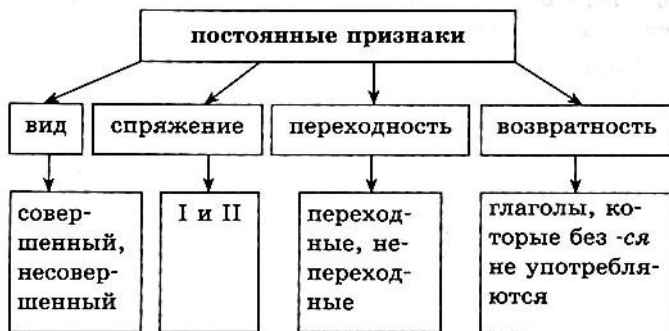 постоянные признаки
вид
спряжение
переходность
возвратность
совер-
шенный,
несовер-
шенный
I и II
переход-
ные, не-
переход-
ные
глаголы, ко-
торые без -ся
не употребля-
ются